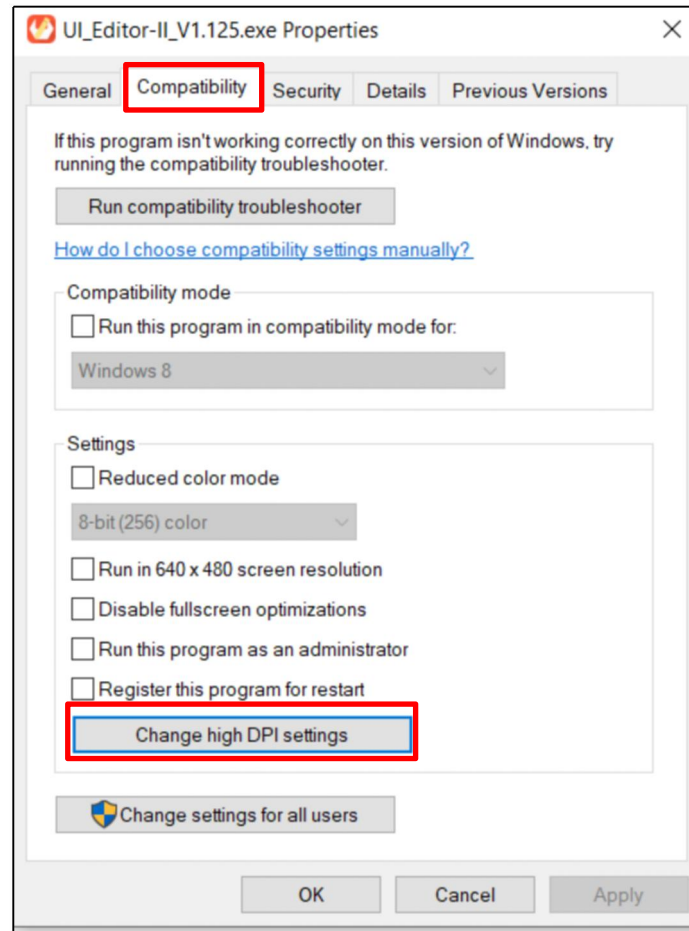 UI_Editor-II_V1.125.exe Properties
General Compatibility Security Details Previous Versions
If this program isn't working correctly on this version of Windows, try
running the compatibility troubleshooter.
Run compatibility troubleshooter
How do I choose compatibility settings manually?
Compatibility mode
Run this program in compatibility mode for:
Windows 8
Settings
Reduced color mode
8-bit (256) color
Run in 640 x 480 screen resolution
Disable fullscreen optimizations
Run this program as an administrator
Register this program for restart
Change high DPI settings
Change settings for all users
OK Cancel Apply